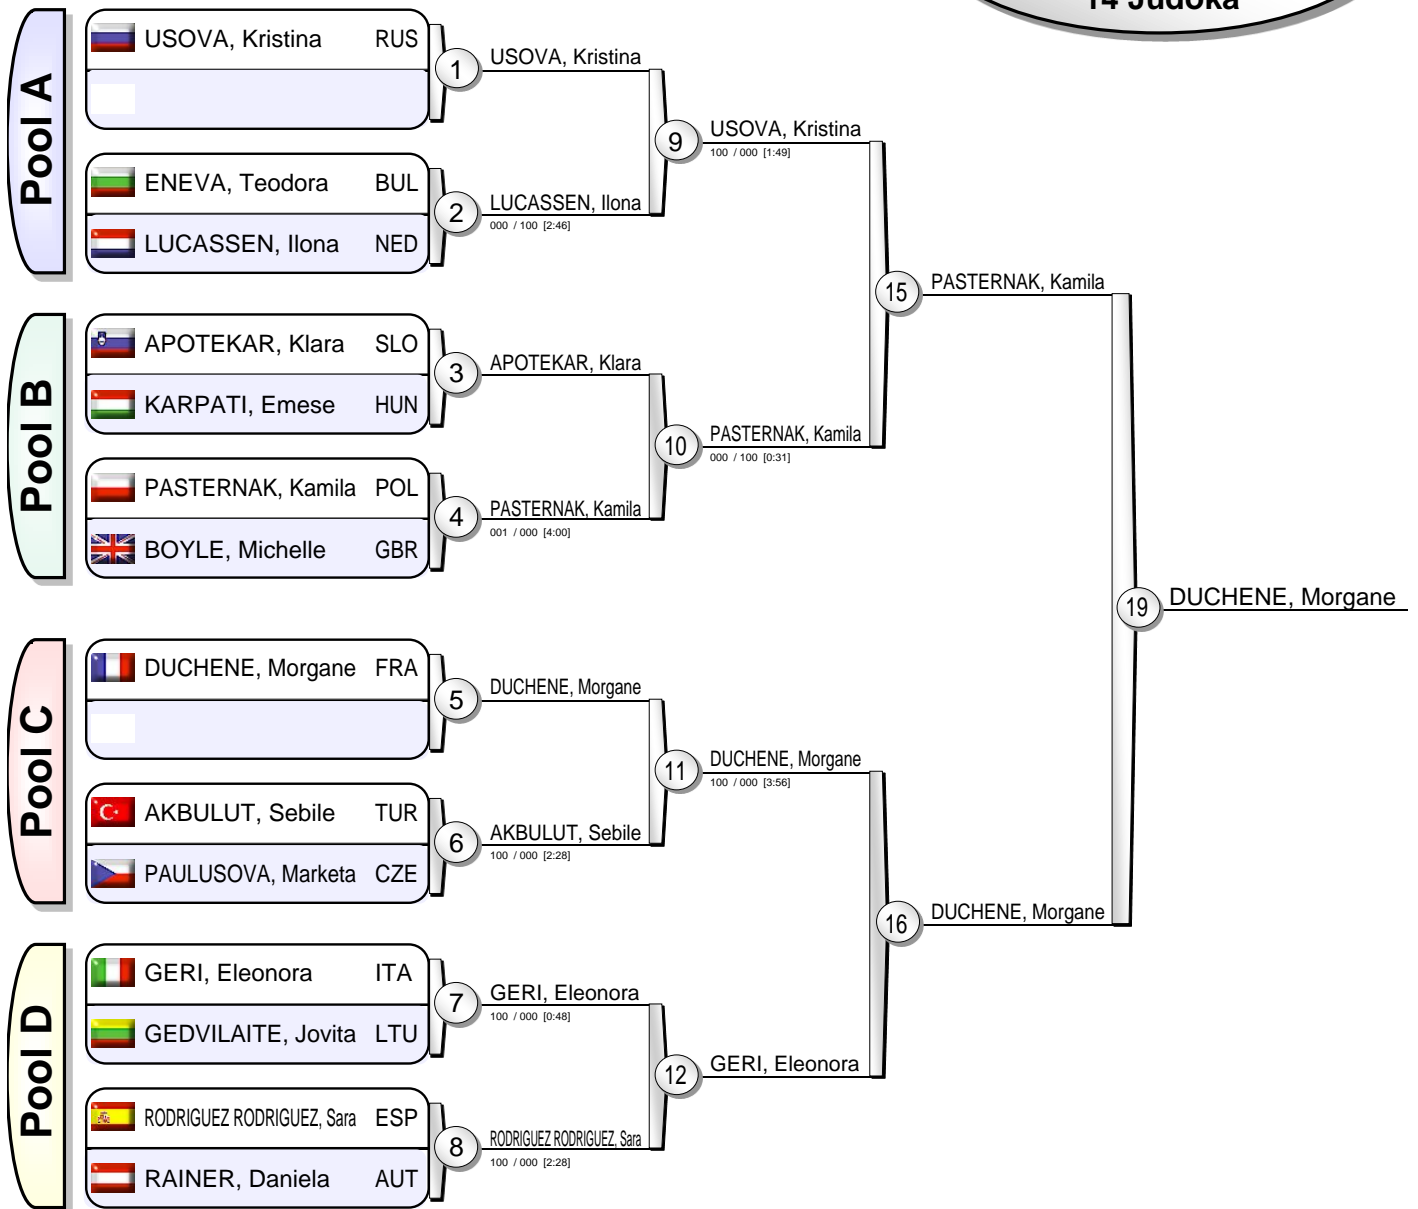 14 Judoka
Pool A
USOVA, Kristina RUS
1
USOVA, Kristina
ENEVA, Teodora BUL
LUCASSEN, Ilona NED
2
LUCASSEN, Ilona
000 / 100 [2:46]
9
USOVA, Kristina
100 / 000 [1:49]
Pool B
APOTEKAR, Klara SLO
KARPATI, Emese HUN
3
APOTEKAR, Klara
PASTERNAK, Kamila POL
BOYLE, Michelle GBR
4
PASTERNAK, Kamila
001 / 000 [4:00]
10
PASTERNAK, Kamila
000 / 100 [0:31]
15
PASTERNAK, Kamila
Pool C
DUCHENE, Morgane FRA
5
DUCHENE, Morgane
AKBULUT, Sebile TUR
PAULUSOVA, Marketa CZE
6
AKBULUT, Sebile
100 / 000 [2:28]
11
DUCHENE, Morgane
100 / 000 [3:56]
Pool D
GERI, Eleonora ITA
GEDVILAITE, Jovita LTU
7
GERI, Eleonora
100 / 000 [0:48]
RODRIGUEZ RODRIGUEZ, Sara ESP
RAINER, Daniela AUT
8
RODRIGUEZ RODRIGUEZ, Sara
100 / 000 [2:28]
12
GERI, Eleonora
16
DUCHENE, Morgane
19
DUCHENE, Morgane